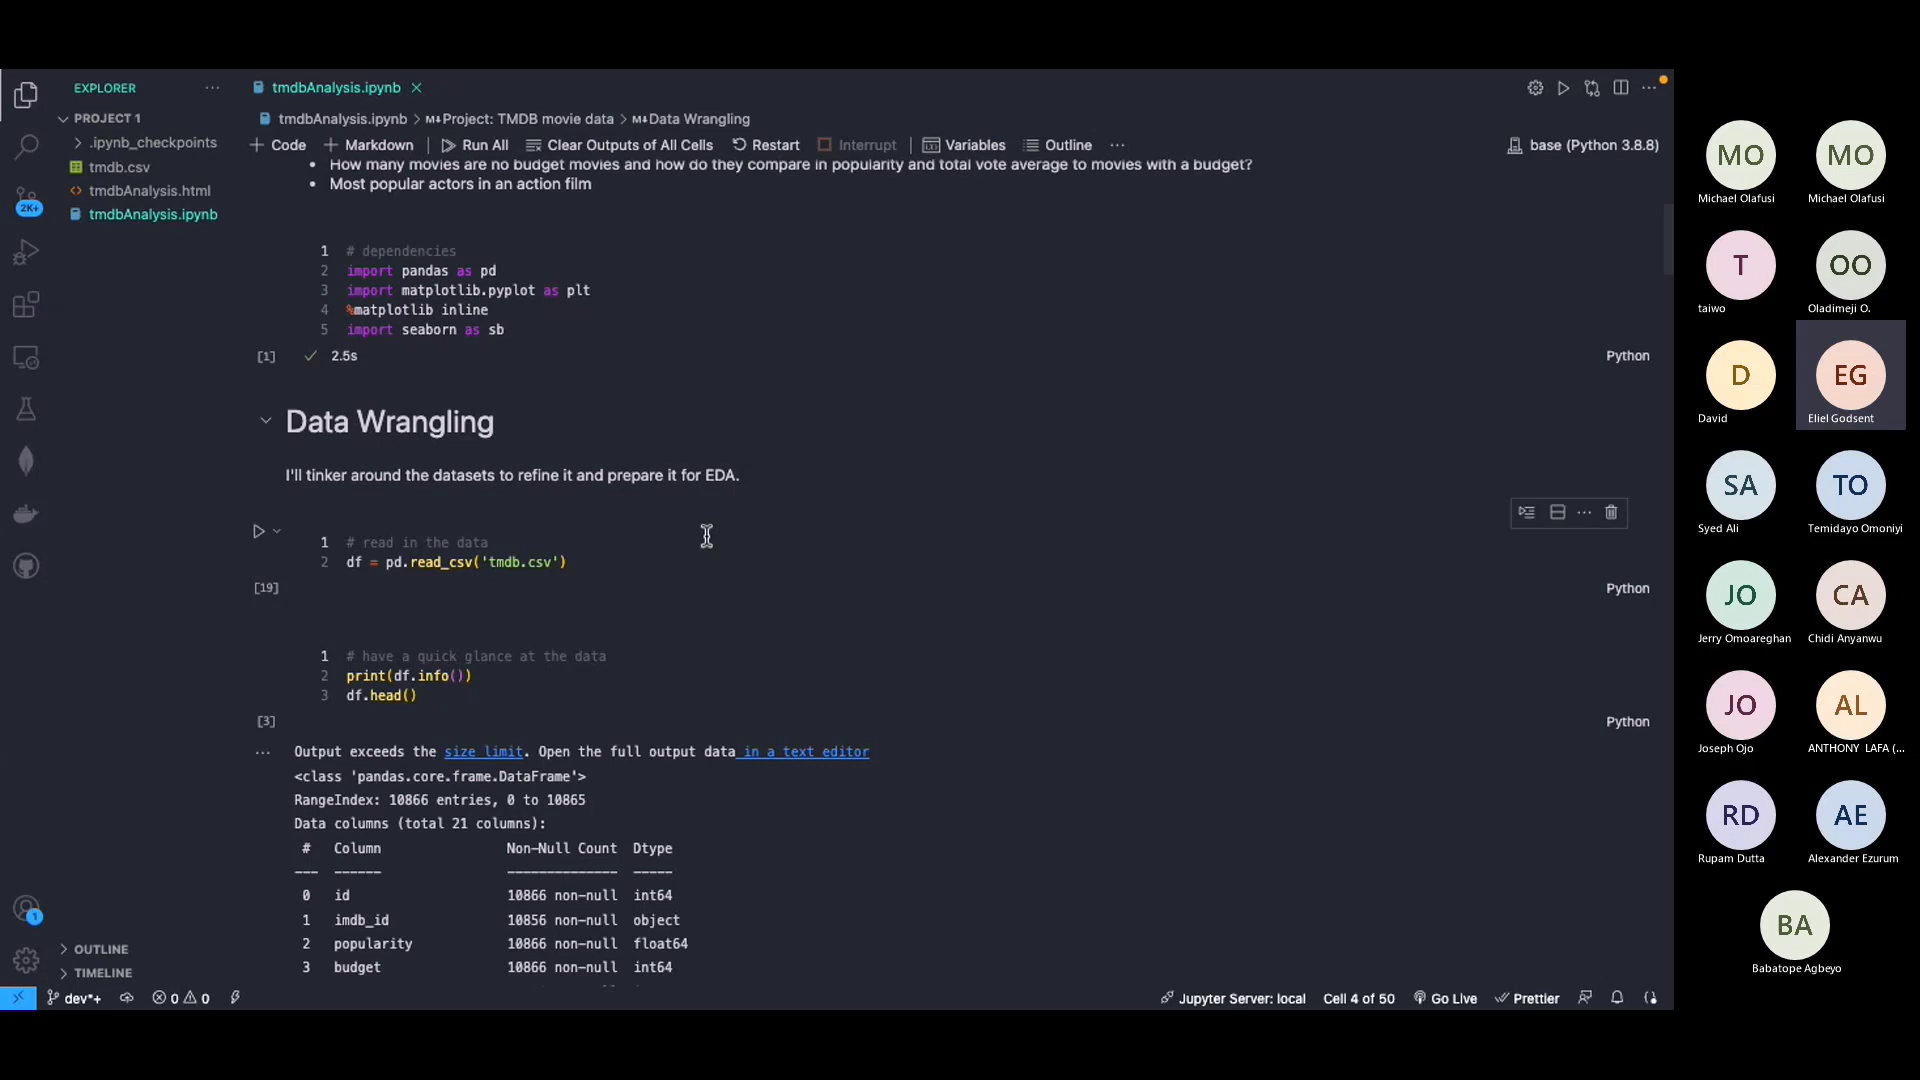 EXPLORER
PROJECT 1
.ipynb_checkpoints
tmdb.csv
tmdbAnalysis.html
tmdbAnalysis.ipynb
2K+
1
OUTLINE
TIMELINE
tmdbAnalysis.ipynb
tmdbAnalysis.ipynb > M↓Project: TMDB movie data > M↓Data Wrangling
+ Code + Markdown | Run All Clear Outputs of All Cells Restart Interrupt | Variables Outline ...
base (Python 3.8.8)
• How many movies are no budget movies and how do they compare in popularity and total vote average to movies with a budget?
• Most popular actors in an action film
1 # dependencies
2 import pandas as pd
3 import matplotlib.pyplot as plt
4 %matplotlib inline
5 import seaborn as sb
[1] ✓ 2.5s Python
Data Wrangling
I'll tinker around the datasets to refine it and prepare it for EDA.
1 # read in the data
2 df = pd.read_csv('tmdb.csv')
[19] Python
1 # have a quick glance at the data
2 print(df.info())
3 df.head()
[3] Python
... Output exceeds the size limit. Open the full output data in a text editor
<class 'pandas.core.frame.DataFrame'>
RangeIndex: 10866 entries, 0 to 10865
Data columns (total 21 columns):
# Column Non-Null Count Dtype
--- ------ -------------- -----
0 id 10866 non-null int64
1 imdb_id 10856 non-null object
2 popularity 10866 non-null float64
3 budget 10866 non-null int64
dev*+ 0 0 Jupyter Server: local Cell 4 of 50 Go Live Prettier
MO MO
Michael Olafusi Michael Olafusi
T OO
taiwo Oladimeji O.
D EG
David Eliel Godsent
SA TO
Syed Ali Temidayo Omoniyi
JO CA
Jerry Omoareghan Chidi Anyanwu
JO AL
Joseph Ojo ANTHONY LAFA (...
RD AE
Rupam Dutta Alexander Ezurum
BA
Babatope Agbeyo